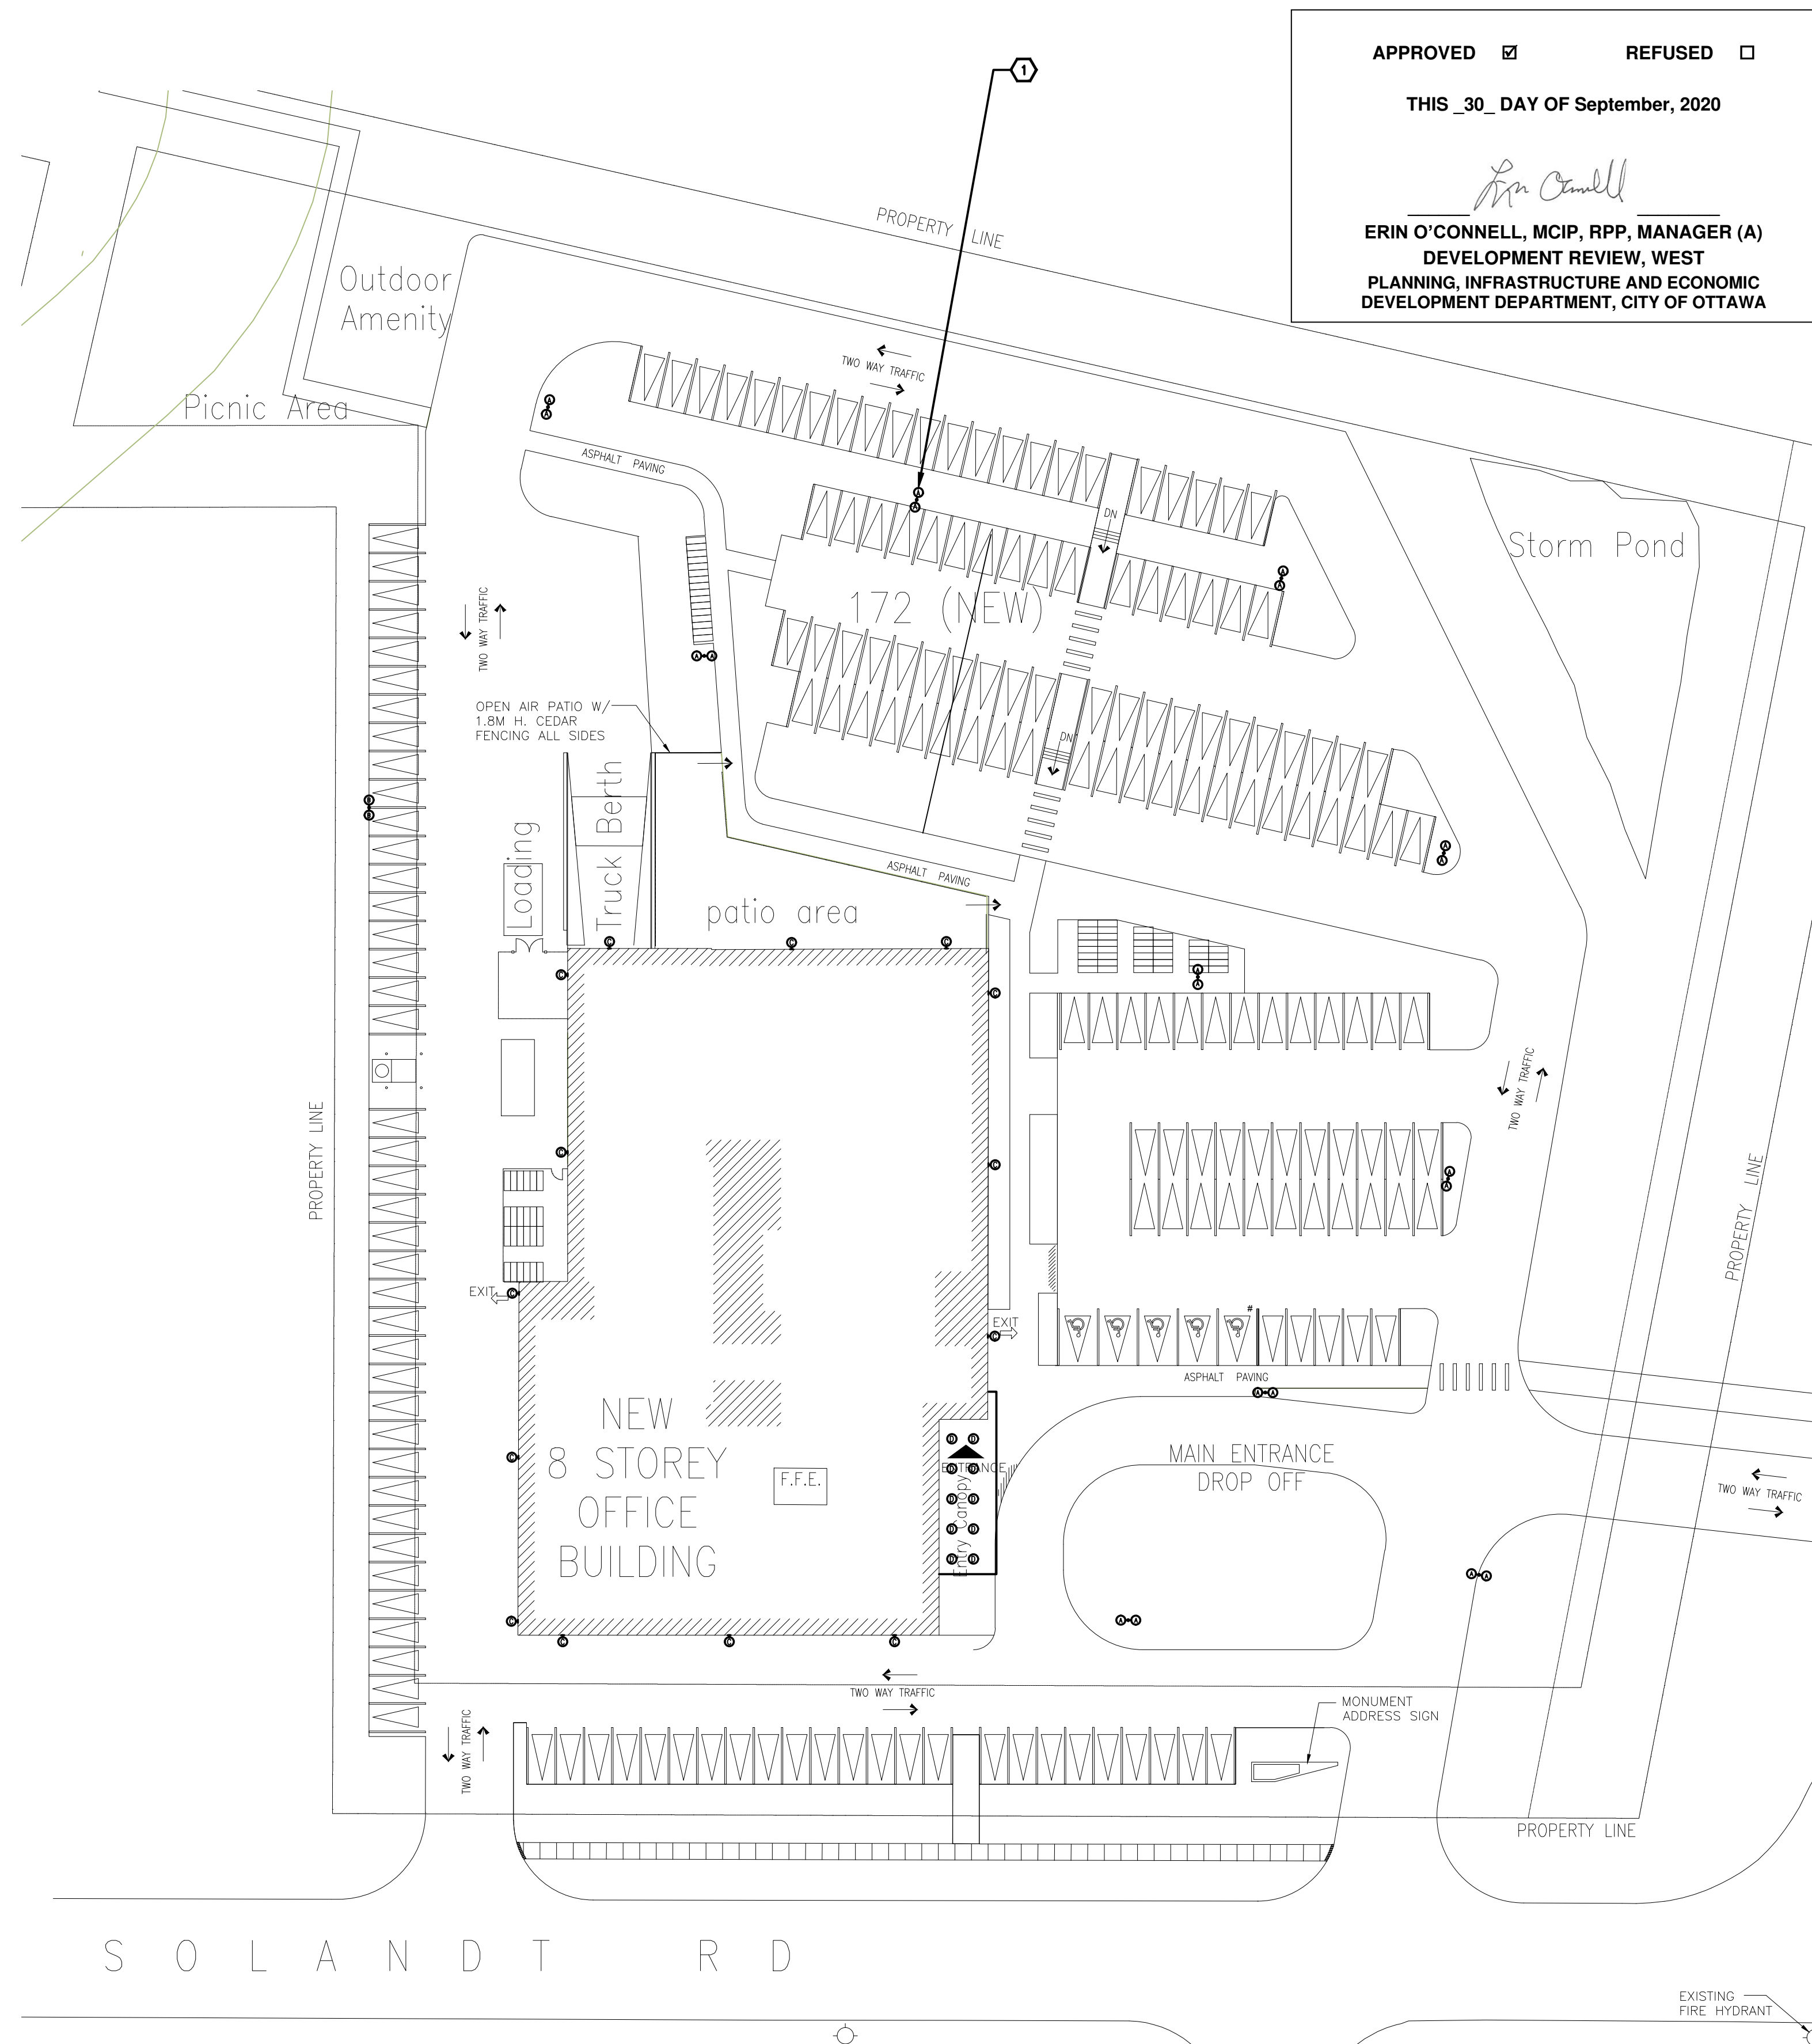 APPROVED ☑ REFUSED ☐
THIS _30_ DAY OF September, 2020
ERIN O'CONNELL, MCIP, RPP, MANAGER (A)
DEVELOPMENT REVIEW, WEST
PLANNING, INFRASTRUCTURE AND ECONOMIC
DEVELOPMENT DEPARTMENT, CITY OF OTTAWA
1
PROPERTY LINE
Outdoor
Amenity
Picnic Area
TWO WAY TRAFFIC
ASPHALT PAVING
A
A
A
A
DN
Storm Pond
A
A
172 (NEW)
TWO WAY TRAFFIC
A A
OPEN AIR PATIO W/
1.8M H. CEDAR
FENCING ALL SIDES
DN
B
B
Loading
Truck Berth
A
A
ASPHALT PAVING
patio area
C
C
C
C
C
A
A
PROPERTY LINE
TWO WAY TRAFFIC
C
C
A
A
PROPERTY LINE
EXIT
C
#
EXIT
C
ASPHALT PAVING
A A
NEW
8 STOREY
OFFICE
BUILDING
F.F.E.
C
D D
D D
D D
D D
D D
ENTRANCE
Entry Canopy
MAIN ENTRANCE
DROP OFF
TWO WAY TRAFFIC
A A
A A
C
C
C
C
TWO WAY TRAFFIC
TWO WAY TRAFFIC
MONUMENT
ADDRESS SIGN
PROPERTY LINE
SOLANDT RD
EXISTING
FIRE HYDRANT